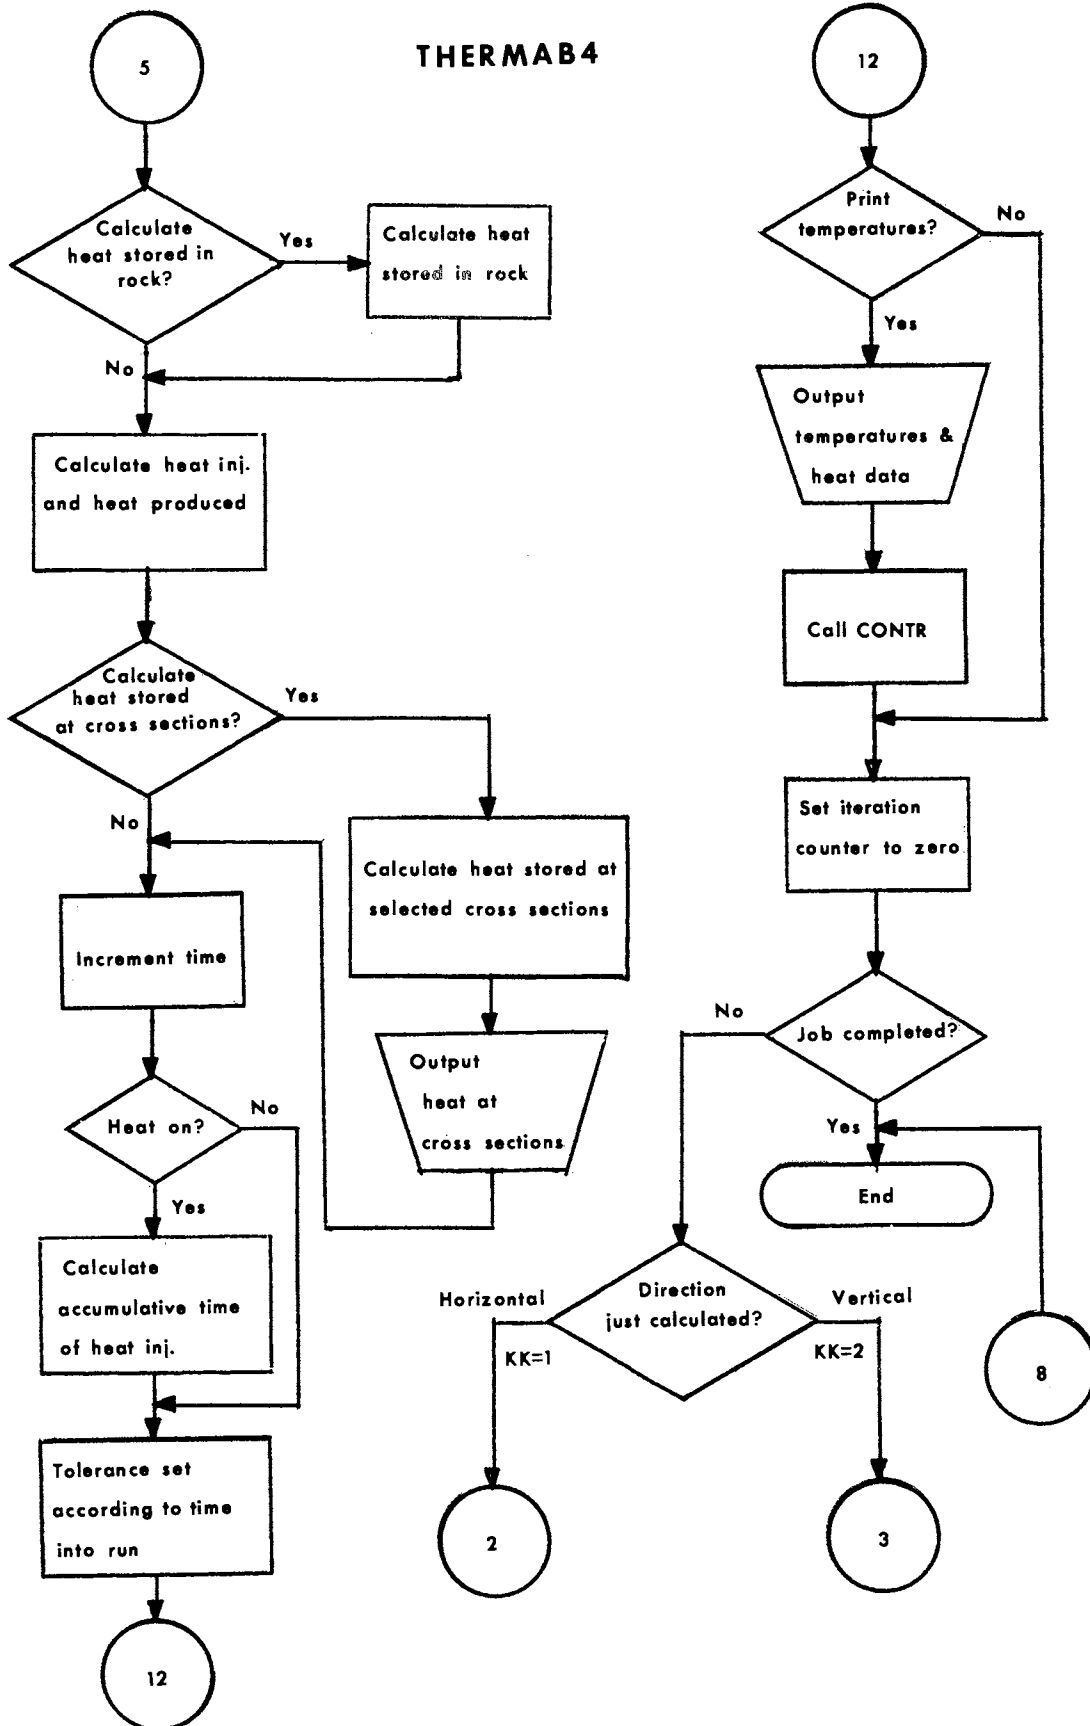 THERMAB4
5
Calculate
heat stored in
rock?
Yes
Calculate heat
stored in rock
No
Calculate heat inj.
and heat produced
Calculate
heat stored
at cross sections?
Yes
No
Calculate heat stored at
selected cross sections
Increment time
Output
heat at
cross sections
Heat on?
No
Yes
Calculate
accumulative time
of heat inj.
Tolerance set
according to time
into run
12
12
Print
temperatures?
No
Yes
Output
temperatures &
heat data
Call CONTR
Set iteration
counter to zero
Job completed?
No
Yes
End
8
Direction
just calculated?
Horizontal
KK=1
Vertical
KK=2
2
3